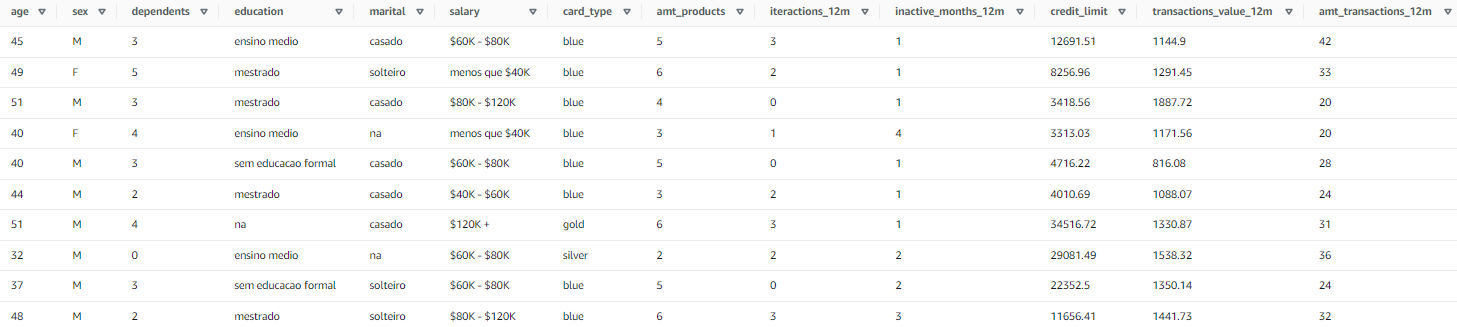 age sex dependents education marital salary card_type amt_products iteractions_12m inactive_months_12m credit_limit transactions_value_12m amt_transactions_12m
45 M 3 ensino medio casado $60K - $80K blue 5 3 1 12691.51 1144.9 42
49 F 5 mestrado solteiro menos que $40K blue 6 2 1 8256.96 1291.45 33
51 M 3 mestrado casado $80K - $120K blue 4 0 1 3418.56 1887.72 20
40 F 4 ensino medio na menos que $40K blue 3 1 4 3313.03 1171.56 20
40 M 3 sem educacao formal casado $60K - $80K blue 5 0 1 4716.22 816.08 28
44 M 2 mestrado casado $40K - $60K blue 3 2 1 4010.69 1088.07 24
51 M 4 na casado $120K + gold 6 3 1 34516.72 1330.87 31
32 M 0 ensino medio na $60K - $80K silver 2 2 2 29081.49 1538.32 36
37 M 3 sem educacao formal solteiro $60K - $80K blue 5 0 2 22352.5 1350.14 24
48 M 2 mestrado solteiro $80K - $120K blue 6 3 3 11656.41 1441.73 32